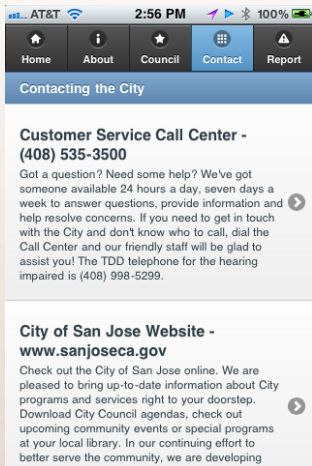 AT&T 2:56 PM 100%
Home About Council Contact Report
Contacting the City
Customer Service Call Center -
(408) 535-3500
Got a question? Need some help? We've got
someone available 24 hours a day, seven days a
week to answer questions, provide information and
help resolve concerns. If you need to get in touch
with the City and don't know who to call, dial the
Call Center and our friendly staff will be glad to
assist you! The TDD telephone for the hearing
impaired is (408) 998-5299.
City of San Jose Website -
www.sanjoseca.gov
Check out the City of San Jose online. We are
pleased to bring up-to-date information about City
programs and services right to your doorstep.
Download City Council agendas, check out
upcoming community events or special programs
at your local library. In our continuing effort to
better serve the community, we are developing